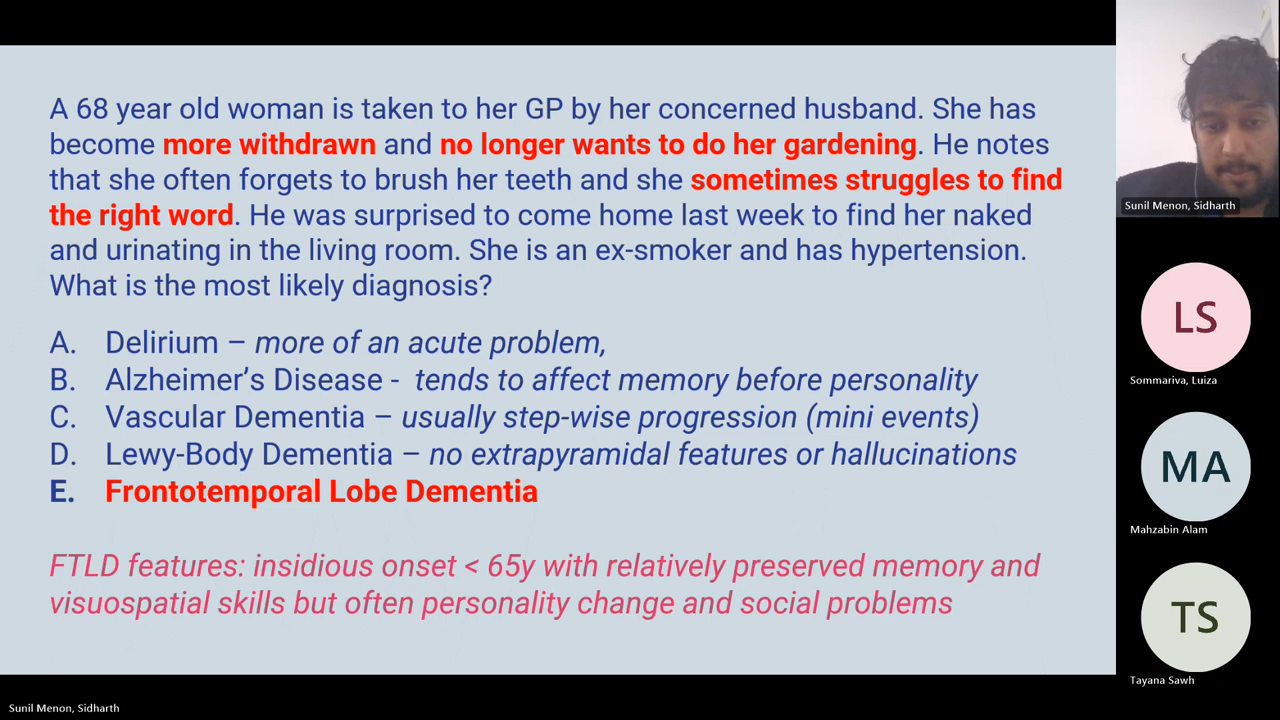 A 68 year old woman is taken to her GP by her concerned husband. She has
become more withdrawn and no longer wants to do her gardening. He notes
that she often forgets to brush her teeth and she sometimes struggles to find
the right word. He was surprised to come home last week to find her naked
and urinating in the living room. She is an ex-smoker and has hypertension.
What is the most likely diagnosis?
A. Delirium – more of an acute problem,
B. Alzheimer's Disease - tends to affect memory before personality
C. Vascular Dementia – usually step-wise progression (mini events)
D. Lewy-Body Dementia – no extrapyramidal features or hallucinations
E. Frontotemporal Lobe Dementia
FTLD features: insidious onset < 65y with relatively preserved memory and
visuospatial skills but often personality change and social problems
Sunil Menon, Sidharth
LS
Sommariva, Luiza
MA
Mahzabin Alam
TS
Tayana Sawh
Sunil Menon, Sidharth